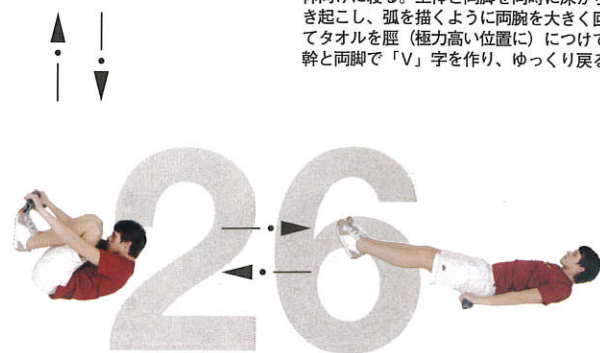 き起こし、弧を描くように両腕を大きく回
てタオルを脛（極力高い位置に）につけて
幹と両脚で「V」字を作り、ゆっくり戻る
26